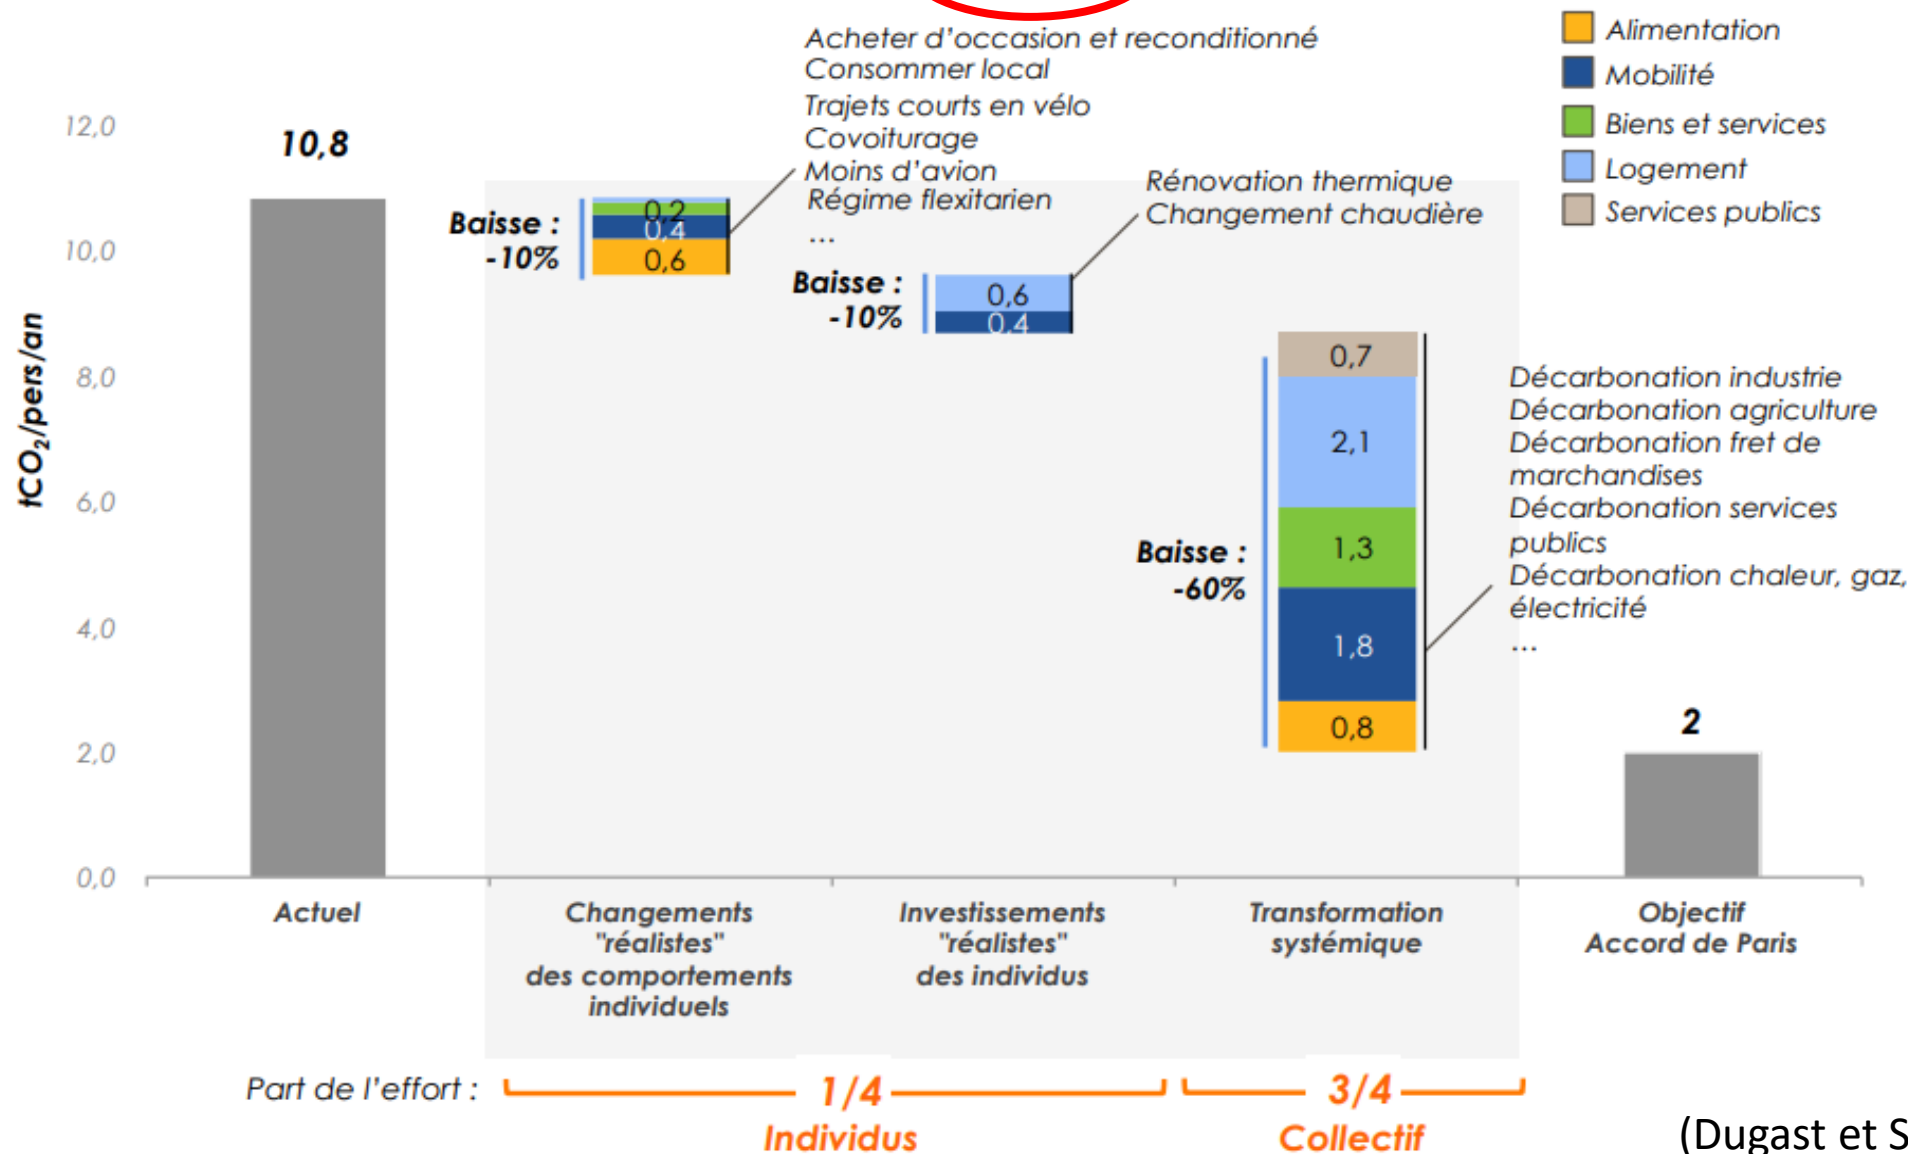 Acheter d'occasion et reconditionné
Consommer local
Trajets courts en vélo
Covoiturage
Moins d'avion
Régime flexitarien
...
Alimentation
Mobilité
Biens et services
Logement
Services publics
tCO₂/pers/an
12,0
10,0
8,0
6,0
4,0
2,0
0,0
10,8
Baisse :
-10%
0,2
0,4
0,6
Baisse :
-10%
0,6
0,4
Rénovation thermique
Changement chaudière
Baisse :
-60%
0,7
2,1
1,3
1,8
0,8
Décarbonation industrie
Décarbonation agriculture
Décarbonation fret de
marchandises
Décarbonation services
publics
Décarbonation chaleur, gaz,
électricité
...
2
Actuel
Changements
"réalistes"
des comportements
individuels
Investissements
"réalistes"
des individus
Transformation
systémique
Objectif
Accord de Paris
Part de l'effort :
1/4
Individus
3/4
Collectif
(Dugast et S